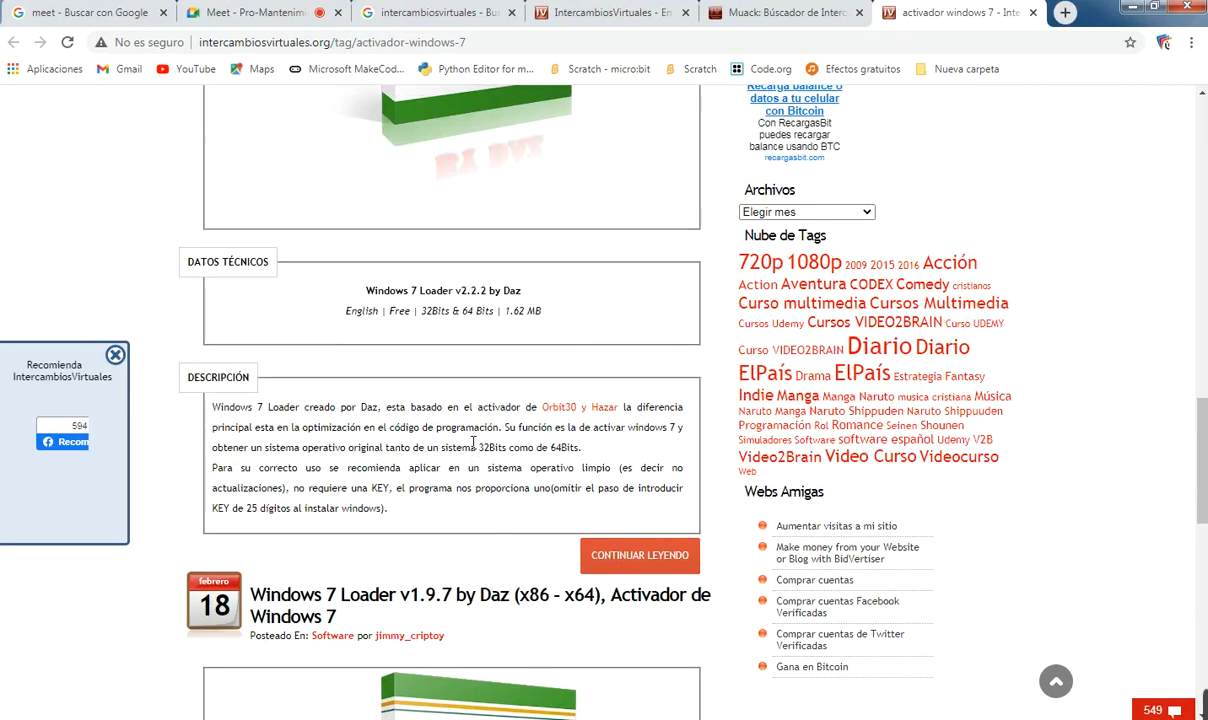 meet - Buscar con Google
Meet - Pro-Mantenimi
intercambiosvirtuales - Bus
IntercambiosVirtuales - En
Muack: Búscador de Interc
activador windows 7 - Inte
No es seguro
intercambiosvirtuales.org/tag/activador-windows-7
Aplicaciones
Gmail
YouTube
Maps
Microsoft MakeCod...
Python Editor for m...
Scratch - micro:bit
Scratch
Code.org
Efectos gratuitos
Nueva carpeta
Recarga balance o
datos a tu celular
con Bitcoin
Con RecargasBit
puedes recargar
balance usando BTC
recargasbit.com
Archivos
Elegir mes
Nube de Tags
720p 1080p 2009 2015 2016 Acción
Action Aventura CODEX Comedy cristianos
Curso multimedia Cursos Multimedia
Cursos Udemy Cursos VIDEO2BRAIN Curso UDEMY
Curso VIDEO2BRAIN Diario Diario
ElPaís Drama ElPaís Estrategia Fantasy
Indie Manga Manga Naruto musica cristiana Música
Naruto Manga Naruto Shippuden Naruto Shippuuden
Programación Rol Romance Seinen Shounen
Simuladores Software software español Udemy V2B
Video2Brain Video Curso Videocurso
Web
Webs Amigas
Aumentar visitas a mi sitio
Make money from your Website
or Blog with BidVertiser
Comprar cuentas
Comprar cuentas Facebook
Verificadas
Comprar cuentas de Twitter
Verificadas
Gana en Bitcoin
DATOS TÉCNICOS
Windows 7 Loader v2.2.2 by Daz
English | Free | 32Bits & 64 Bits | 1.62 MB
DESCRIPCIÓN
Windows 7 Loader creado por Daz, esta basado en el activador de Orbit30 y Hazar la diferencia
principal esta en la optimización en el código de programación. Su función es la de activar windows 7 y
obtener un sistema operativo original tanto de un sistema 32Bits como de 64Bits.
Para su correcto uso se recomienda aplicar en un sistema operativo limpio (es decir no
actualizaciones), no requiere una KEY, el programa nos proporciona uno(omitir el paso de introducir
KEY de 25 dígitos al instalar windows).
CONTINUAR LEYENDO
febrero
18
Windows 7 Loader v1.9.7 by Daz (x86 - x64), Activador de
Windows 7
Posteado En: Software por jimmy_criptoy
Recomienda
IntercambiosVirtuales
594
Recom
549